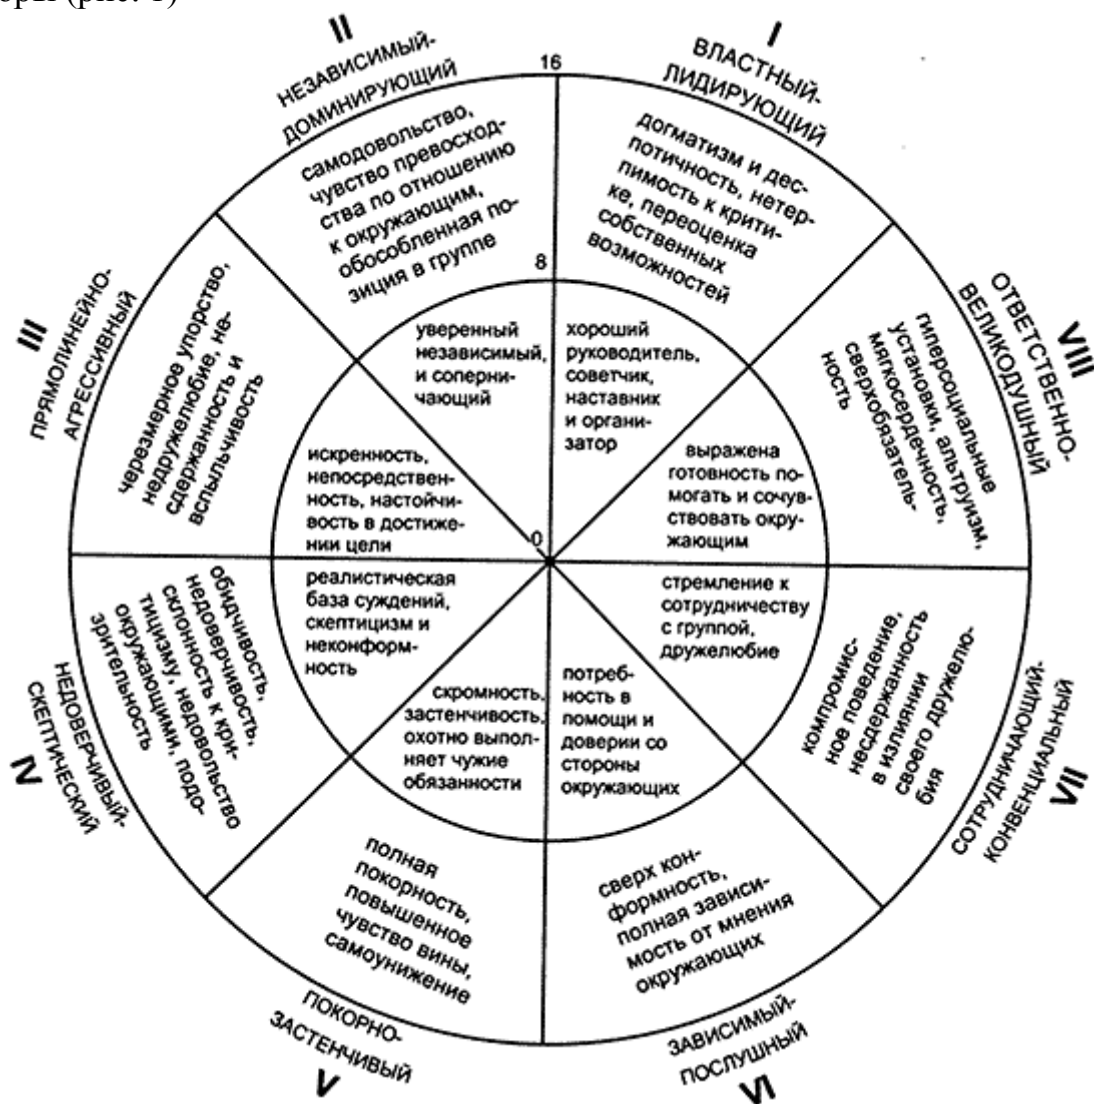 оры (рис. 1)
I
ВЛАСТНЫЙ-
ЛИДИРУЮЩИЙ
догматизм и дес-
потичность, нетер-
пимость к крити-
ке, переоценка
собственных
возможностей
хороший
руководитель,
советчик,
наставник
и органи-
затор
II
НЕЗАВИСИМЫЙ-
ДОМИНИРУЮЩИЙ
самодовольство,
чувство превосход-
ства по отношению
к окружающим,
обособленная по-
зиция в группе
уверенный
независимый,
и соперни-
чающий
III
ПРЯМОЛИНЕЙНО-
АГРЕССИВНЫЙ
черезмерное упорство,
недружелюбие, не-
сдержанность и
вспыльчивость
искренность,
непосредствен-
ность, настойчи-
вость в достиже-
нии цели
IV
НЕДОВЕРЧИВЫЙ-
СКЕПТИЧЕСКИЙ
обидчивость,
недоверчивость,
склонность к кри-
тицизму, недовольство
окружающими, подо-
зрительность
реалистическая
база суждений,
скептицизм и
неконформ-
ность
V
ПОКОРНО-
ЗАСТЕНЧИВЫЙ
полная
покорность,
повышенное
чувство вины,
самоунижение
скромность,
застенчивость,
охотно выпол-
няет чужие
обязанности
VI
ЗАВИСИМЫЙ-
ПОСЛУШНЫЙ
сверх кон-
формность,
полная зависи-
мость от мнения
окружающих
потреб-
ность в
помощи и
доверии со
стороны
окружающих
VII
СОТРУДНИЧАЮЩИЙ-
КОНВЕНЦИАЛЬНЫЙ
компромис-
ное поведение,
несдержанность
в излиянии
своего дружелю-
бия
стремление к
сотрудничеству
с группой,
дружелюбие
VIII
ОТВЕТСТВЕННО-
ВЕЛИКОДУШНЫЙ
гиперсоциальные
установки, альтруизм,
мягкосердечность,
сверхобязатель-
ность
выражена
готовность по-
могать и сочув-
ствовать окру-
жающим
16
8
0